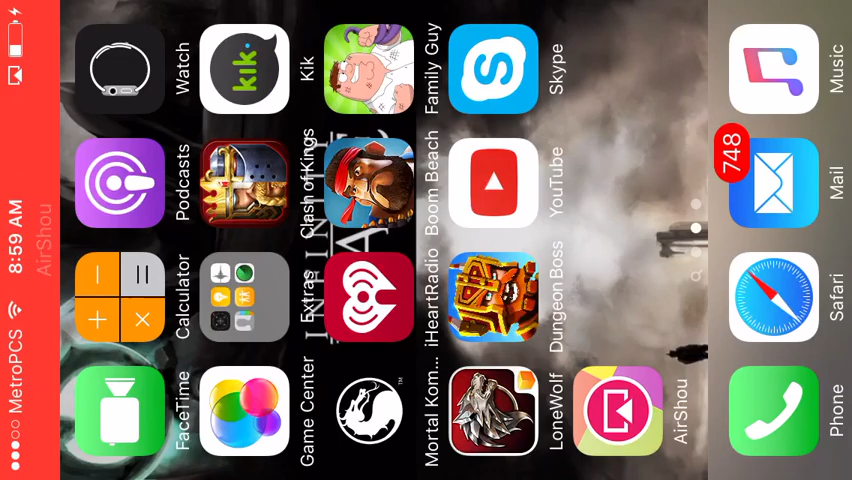 MetroPCS 8:59 AM
AirShou
FaceTime Calculator Podcasts Watch
kik.
Game Center Extras Clash of Kings Kik
Mortal Kom... iHeartRadio Boom Beach Family Guy
LoneWolf Dungeon Boss YouTube Skype
AirShou
748
Phone Safari Mail Music